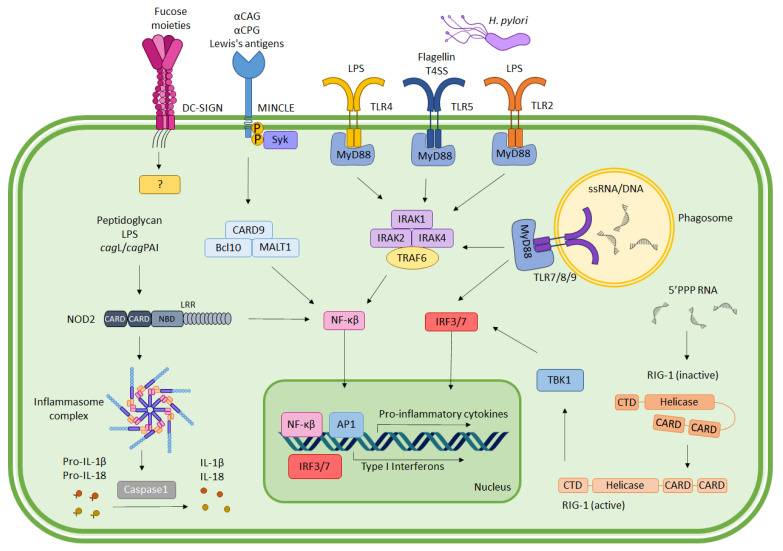 Fucose
moieties
αCAG
αCPG
Lewis's antigens
H. pylori
LPS
Flagellin
T4SS
LPS
DC-SIGN
MINCLE
TLR4
TLR5
TLR2
P
P
Syk
MyD88
MyD88
MyD88
?
ssRNA/DNA
Phagosome
MyD88
TLR7/8/9
Peptidoglycan
LPS
cagL/cagPAI
CARD9
Bcl10
MALT1
IRAK1
IRAK2
IRAK4
TRAF6
5'PPP RNA
NOD2
CARD
CARD
NBD
LRR
NF-κβ
IRF3/7
RIG-1 (inactive)
TBK1
CTD
Helicase
CARD
CARD
Inflammasome
complex
NF-κβ
AP1
Pro-inflammatory cytokines
IRF3/7
Type I Interferons
Nucleus
Pro-IL-1β
Pro-IL-18
IL-1β
IL-18
Caspase1
CTD
Helicase
CARD
CARD
RIG-1 (active)